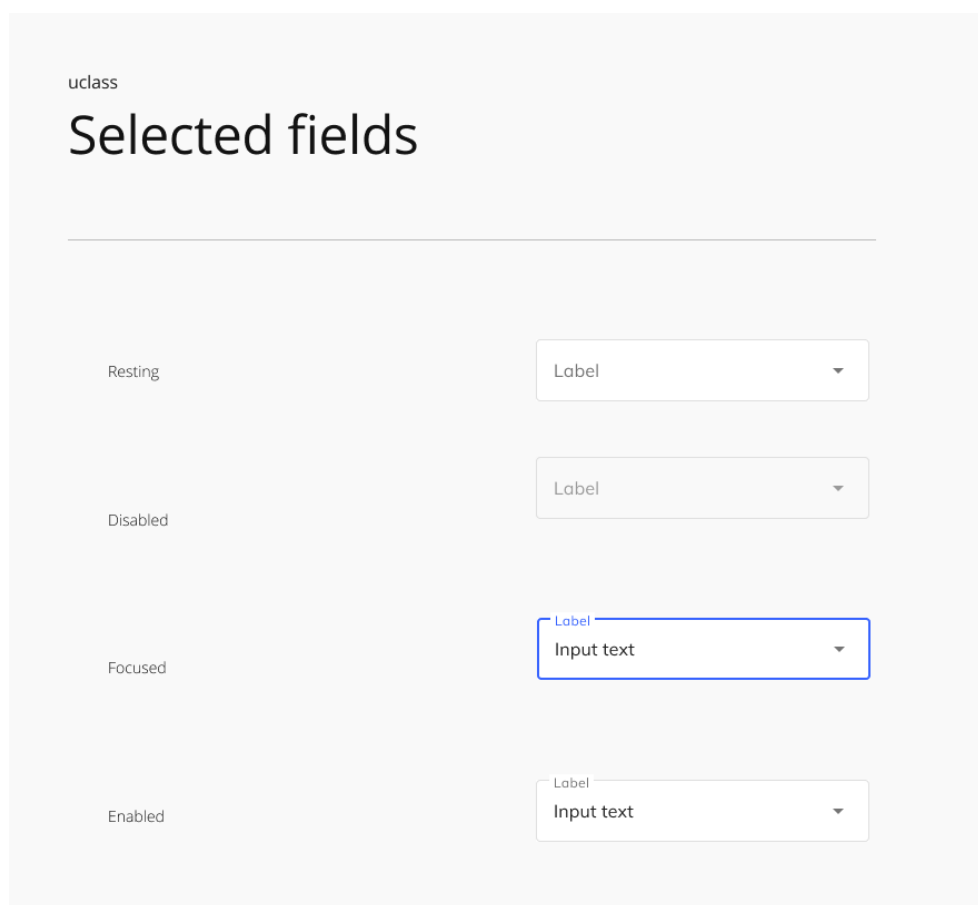 uclass
Selected fields
Resting
Label
Label
Disabled
Label
Input text
Focused
Label
Input text
Enabled